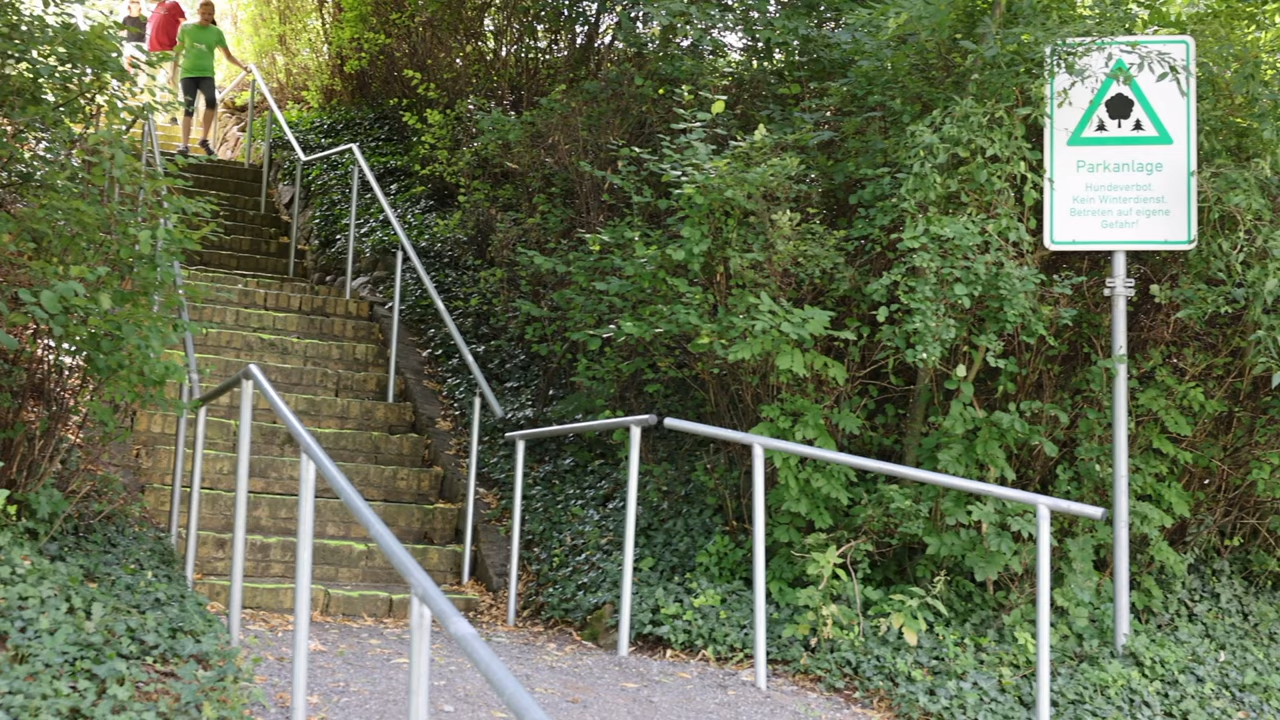 Parkanlage
Hundeverbot.
Kein Winterdienst.
Betreten auf eigene
Gefahr!